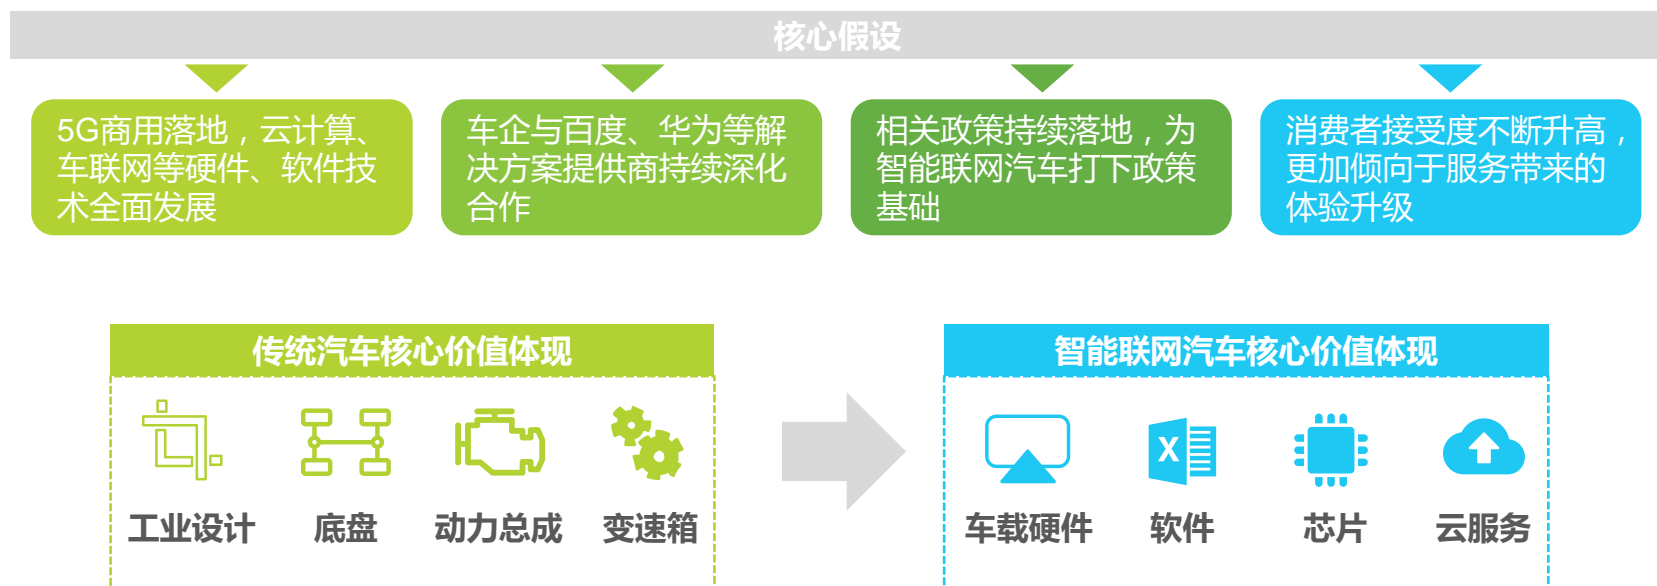 核心假设
5G商用落地，云计算、
车联网等硬件、软件技
术全面发展
车企与百度、华为等解
决方案提供商持续深化
合作
相关政策持续落地，为
智能联网汽车打下政策
基础
消费者接受度不断升高，
更加倾向于服务带来的
体验升级
传统汽车核心价值体现
工业设计
底盘
动力总成
变速箱
智能联网汽车核心价值体现
X
车载硬件
软件
芯片
云服务